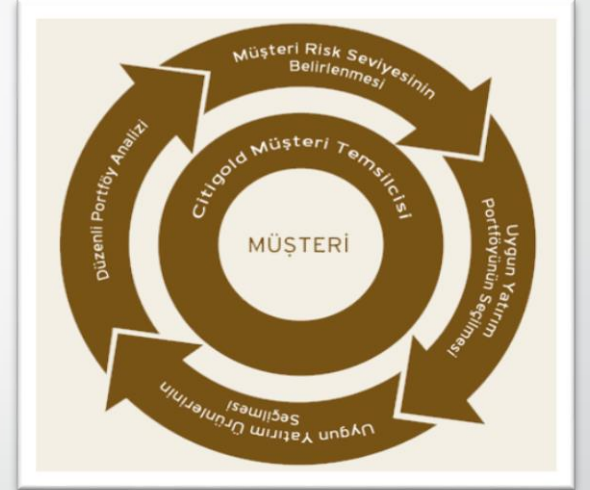 Müşteri Risk Seviyesinin
Belirlenmesi
Uygun Yatırım
Portföyünün Seçilmesi
Uygun Yatırım Ürünlerinin
Seçilmesi
Düzenli Portföy Analizi
Citigold Müşteri Temsilcisi
MÜŞTERİ